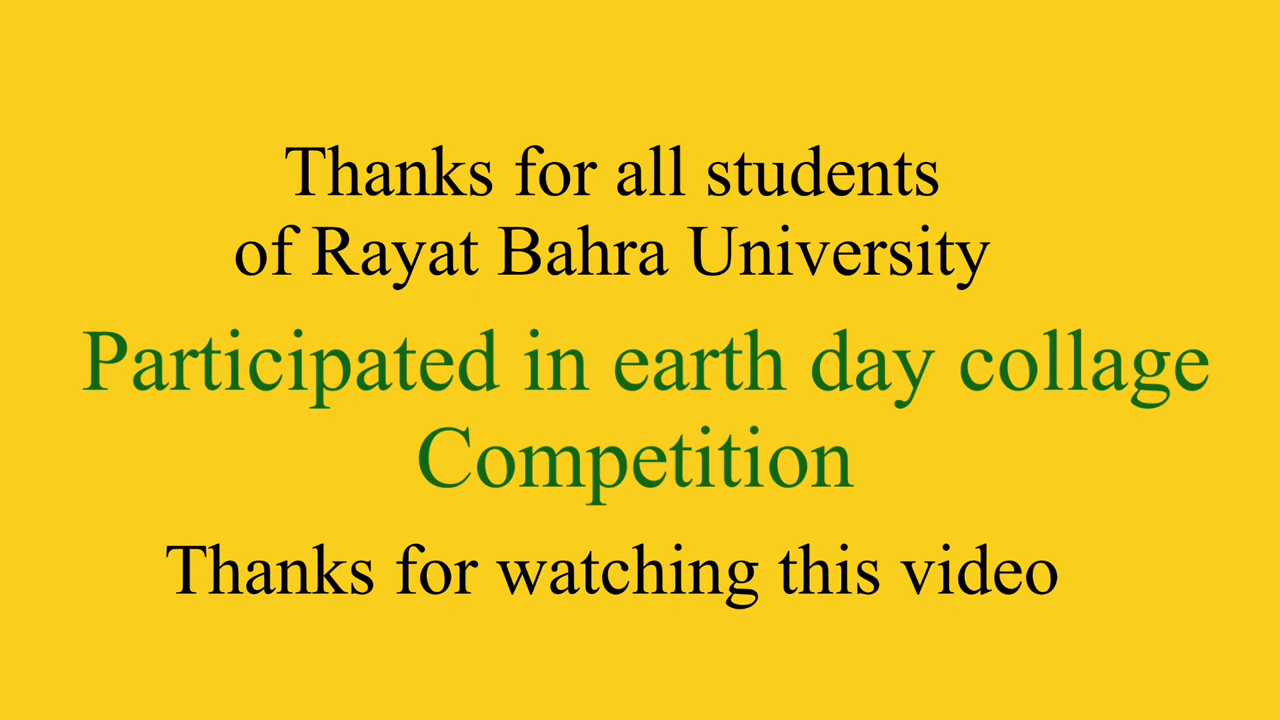 Thanks for all students
of Rayat Bahra University
Participated in earth day collage
Competition
Thanks for watching this video